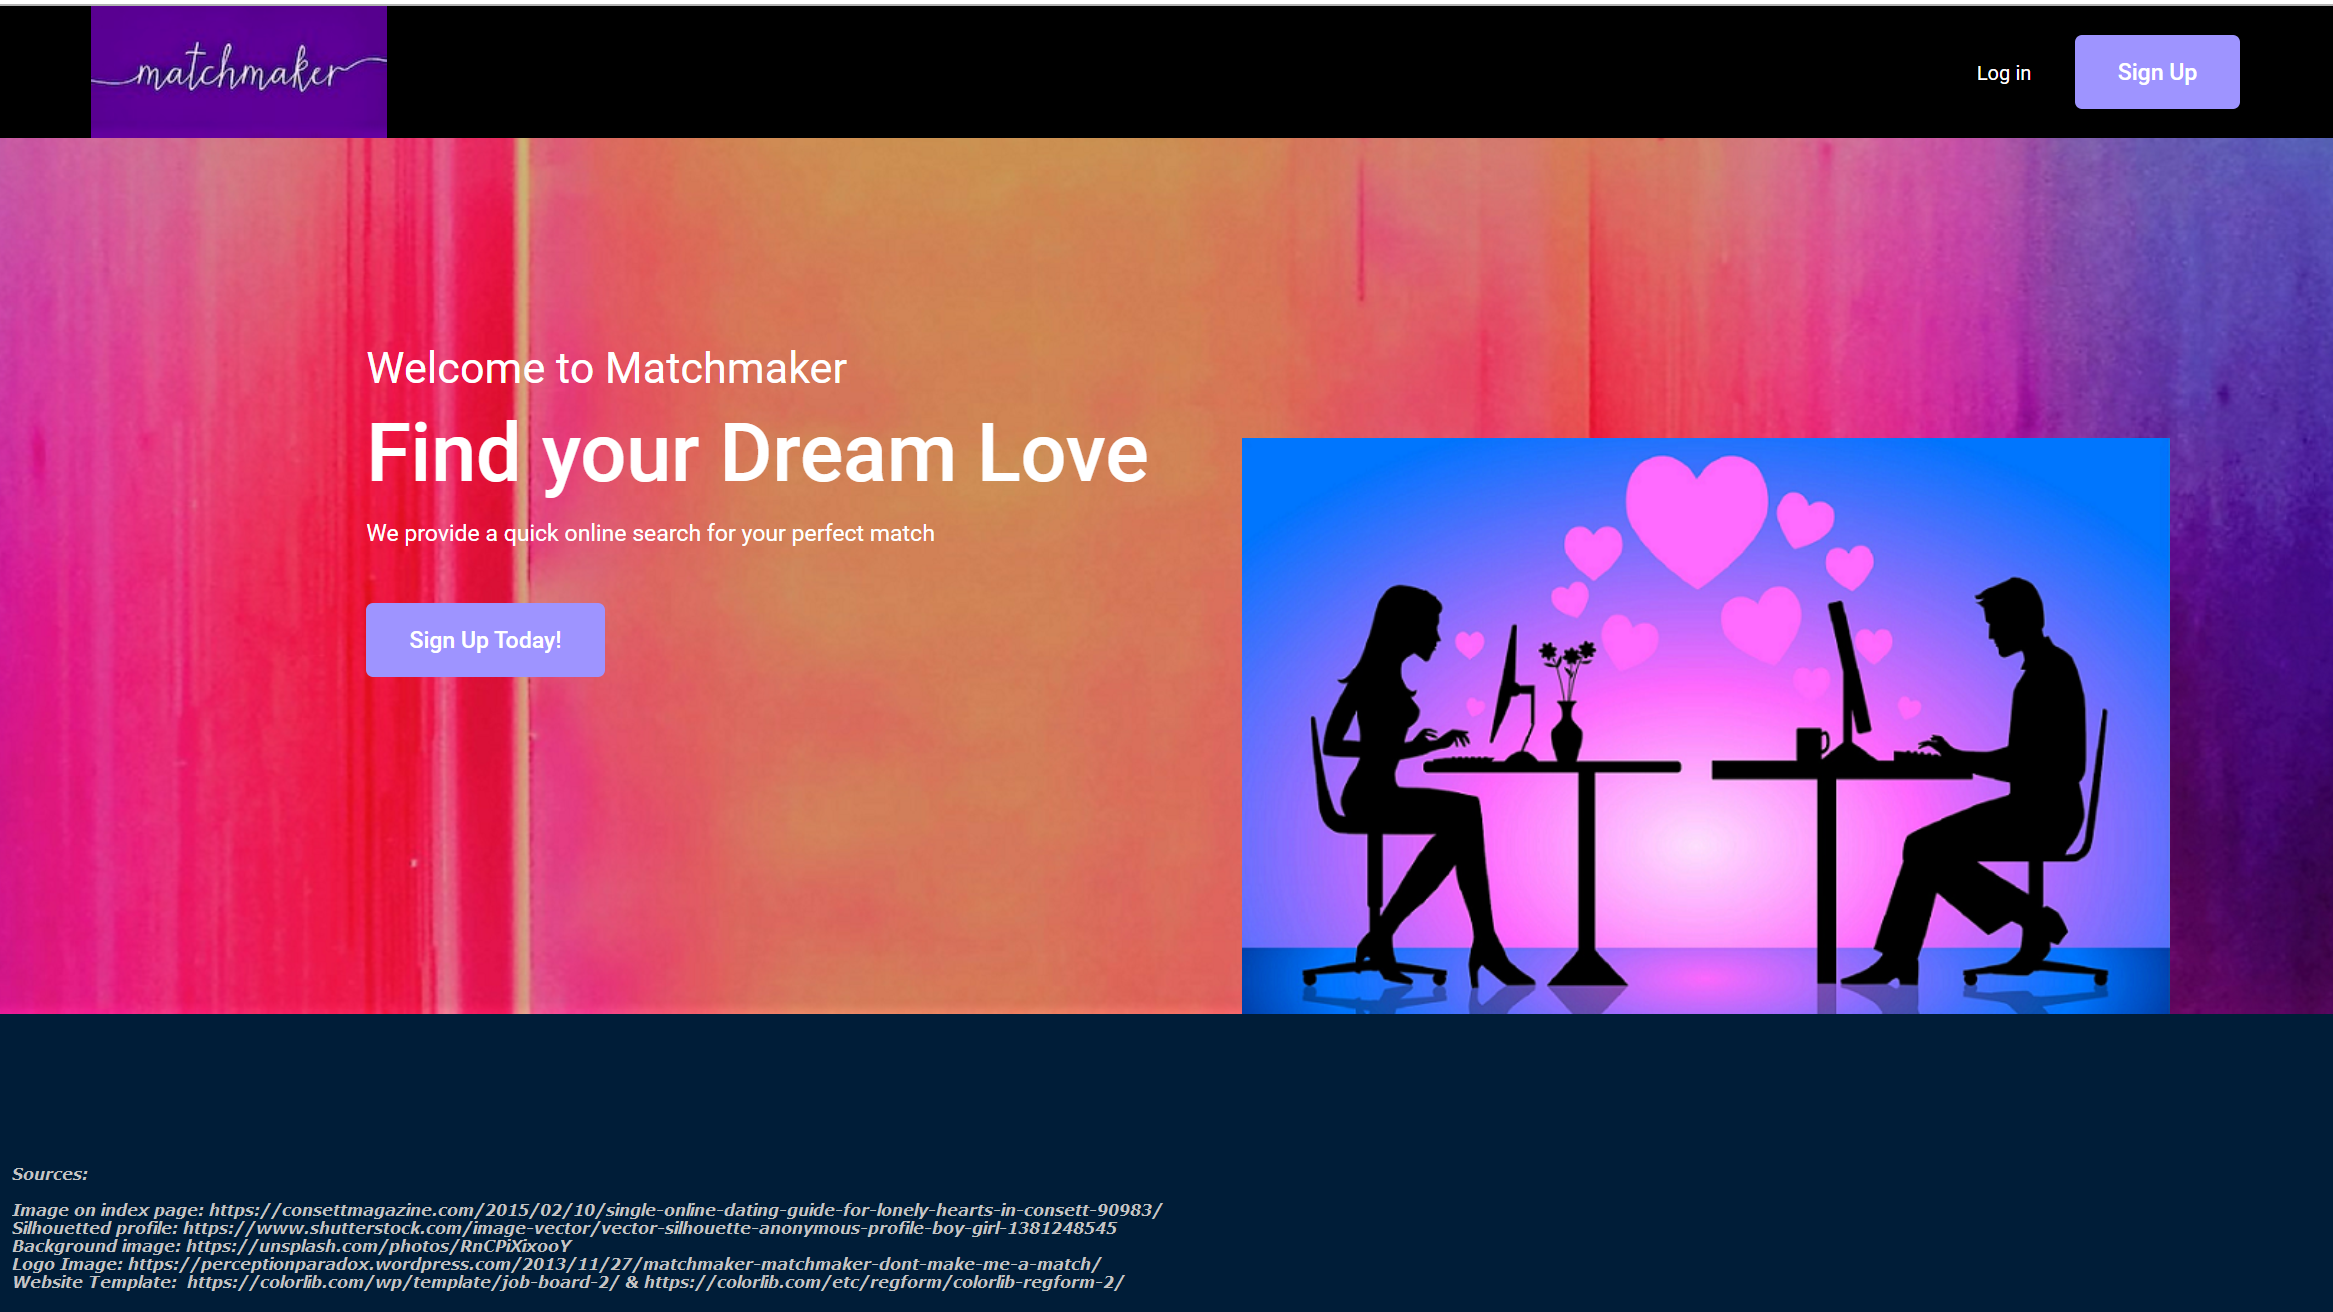 matchmaker
Log in
Sign Up
Welcome to Matchmaker
Find your Dream Love
We provide a quick online search for your perfect match
Sign Up Today!
Sources:
Image on index page: https://consettmagazine.com/2015/02/10/single-online-dating-guide-for-lonely-hearts-in-consett-90983/
Silhouetted profile: https://www.shutterstock.com/image-vector/vector-silhouette-anonymous-profile-boy-girl-1381248545
Background image: https://unsplash.com/photos/RnCPiXixooY
Logo Image: https://perceptionparadox.wordpress.com/2013/11/27/matchmaker-matchmaker-dont-make-me-a-match/
Website Template:  https://colorlib.com/wp/template/job-board-2/ & https://colorlib.com/etc/regform/colorlib-regform-2/